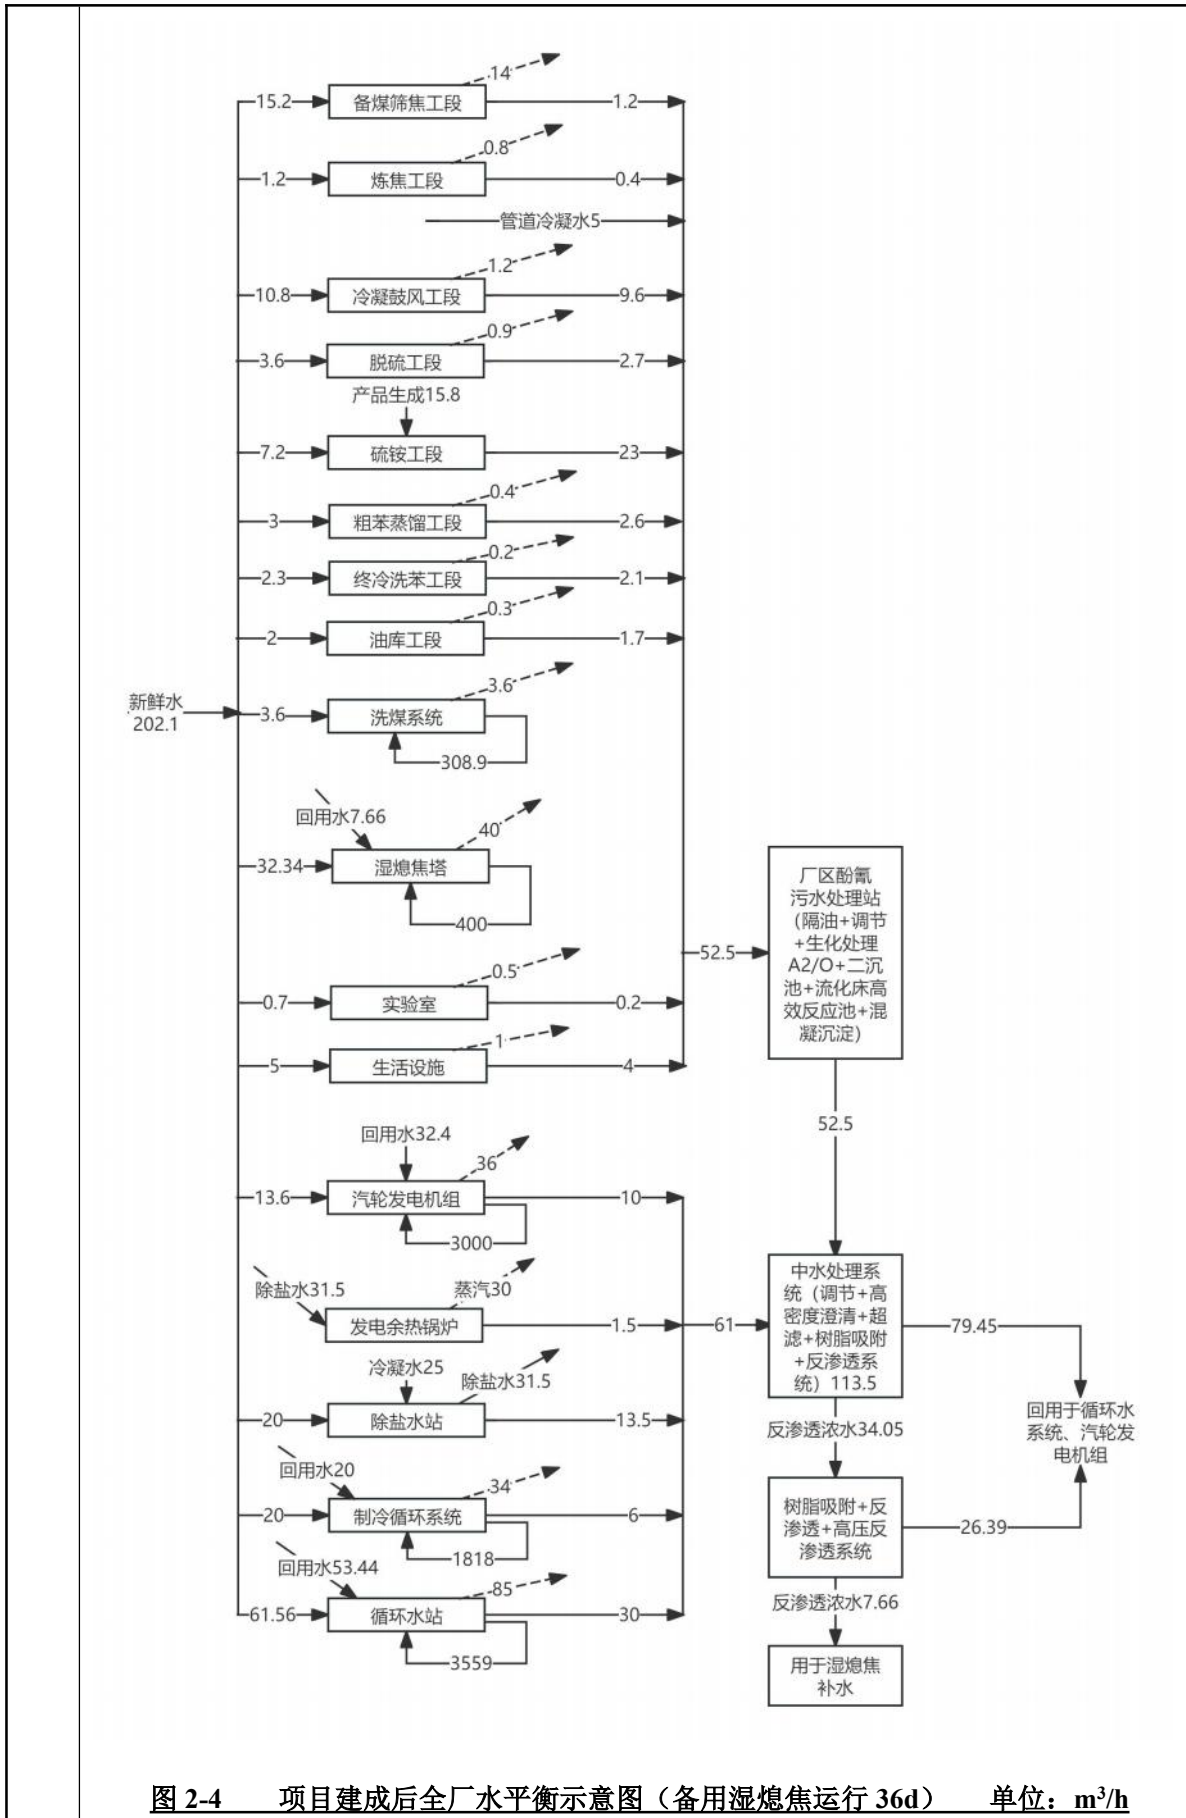 14
15.2
备煤筛焦工段
1.2
0.8
1.2
炼焦工段
0.4
管道冷凝水5
1.2
10.8
冷凝鼓风工段
9.6
0.9
3.6
脱硫工段
2.7
产品生成15.8
7.2
硫铵工段
23
0.4
3
粗苯蒸馏工段
2.6
0.2
2.3
终冷洗苯工段
2.1
0.3
2
油库工段
1.7
新鲜水
202.1
3.6
3.6
洗煤系统
308.9
回用水7.66
40
32.34
湿熄焦塔
400
厂区酚氰
污水处理站
（隔油+调节
+生化处理
A2/O+二沉
池+流化床高
效反应池+混
凝沉淀）
52.5
0.5
0.7
实验室
0.2
1
5
生活设施
4
52.5
回用水32.4
36
13.6
汽轮发电机组
10
3000
除盐水31.5
蒸汽30
发电余热锅炉
1.5
61
中水处理系
统（调节+高
密度澄清+超
滤+树脂吸附
+反渗透系
统）113.5
79.45
冷凝水25
除盐水31.5
20
除盐水站
13.5
反渗透浓水34.05
回用于循环水
系统、汽轮发
电机组
回用水20
34
20
制冷循环系统
6
1818
树脂吸附+反
渗透+高压反
渗透系统
26.39
回用水53.44
85
61.56
循环水站
30
3559
反渗透浓水7.66
用于湿熄焦
补水
图 2-4 项目建成后全厂水平衡示意图（备用湿熄焦运行 36d） 单位：m³/h